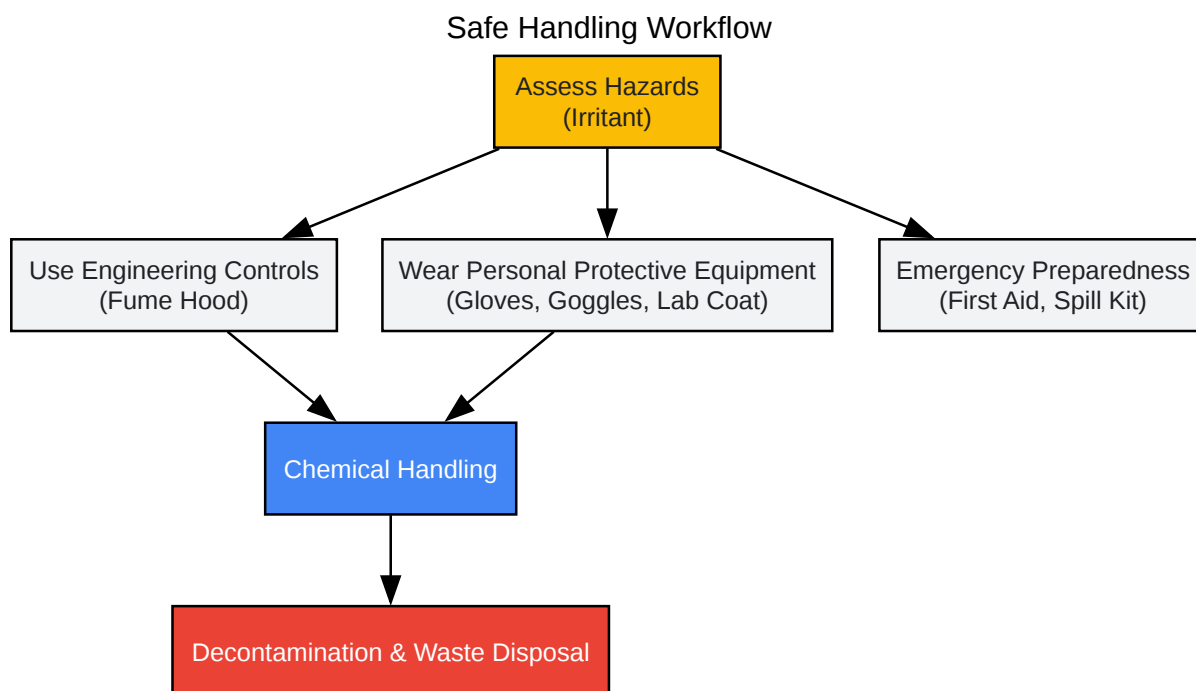 Safe Handling Workflow
Assess Hazards
(Irritant)
Use Engineering Controls
(Fume Hood)
Wear Personal Protective Equipment
(Gloves, Goggles, Lab Coat)
Emergency Preparedness
(First Aid, Spill Kit)
Chemical Handling
Decontamination & Waste Disposal